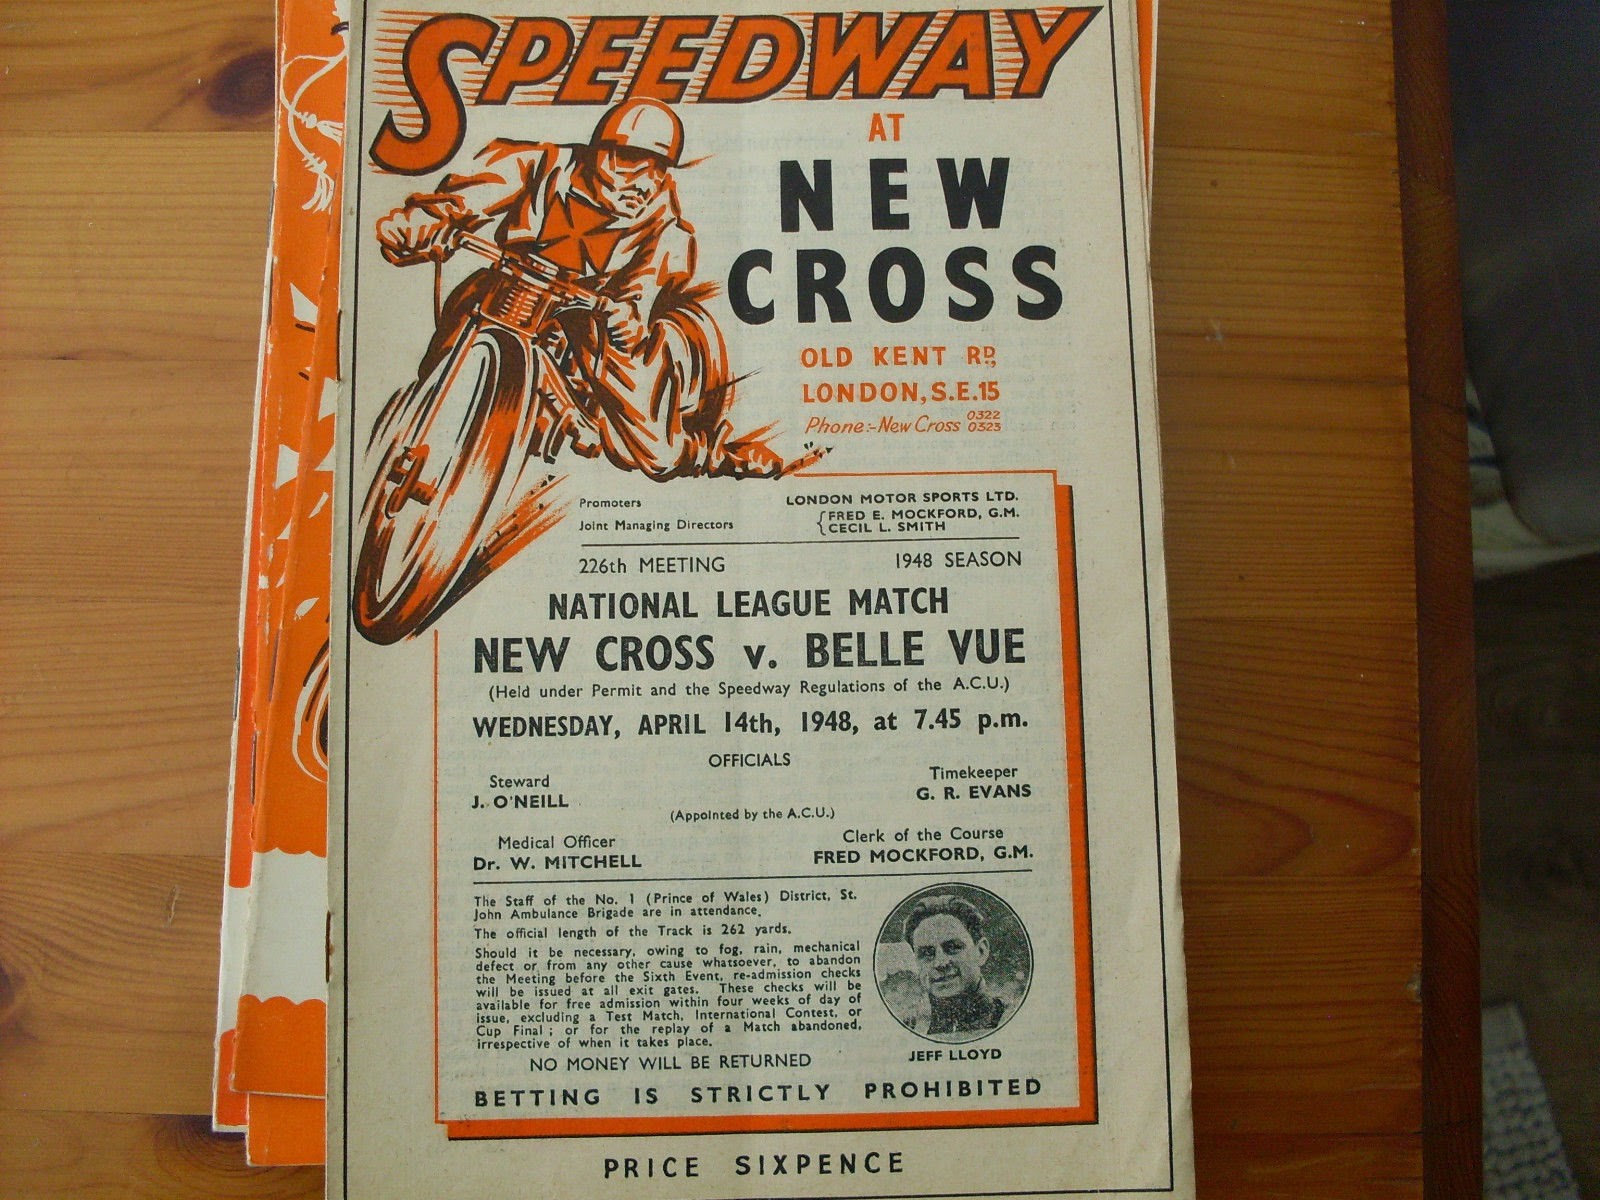 SPEEDWAY
AT
NEW
CROSS
OLD KENT RD.,
LONDON, S.E.15
Phone:- New Cross 0322
0323
Promoters LONDON MOTOR SPORTS LTD.
Joint Managing Directors { FRED E. MOCKFORD, G.M.
CECIL L. SMITH
226th MEETING 1948 SEASON
NATIONAL LEAGUE MATCH
NEW CROSS v. BELLE VUE
(Held under Permit and the Speedway Regulations of the A.C.U.)
WEDNESDAY, APRIL 14th, 1948, at 7.45 p.m.
OFFICIALS
Steward Timekeeper
J. O'NEILL G. R. EVANS
(Appointed by the A.C.U.)
Medical Officer Clerk of the Course
Dr. W. MITCHELL FRED MOCKFORD, G.M.
The Staff of the No. 1 (Prince of Wales) District, St.
John Ambulance Brigade are in attendance.
The official length of the Track is 262 yards.
Should it be necessary, owing to fog, rain, mechanical
defect or from any other cause whatsoever, to abandon
the Meeting before the Sixth Event, re-admission checks
will be issued at all exit gates. These checks will be
available for free admission within four weeks of day of
issue, excluding a Test Match, International Contest, or
Cup Final; or for the replay of a Match abandoned,
irrespective of when it takes place.
NO MONEY WILL BE RETURNED
JEFF LLOYD
BETTING IS STRICTLY PROHIBITED
PRICE SIXPENCE